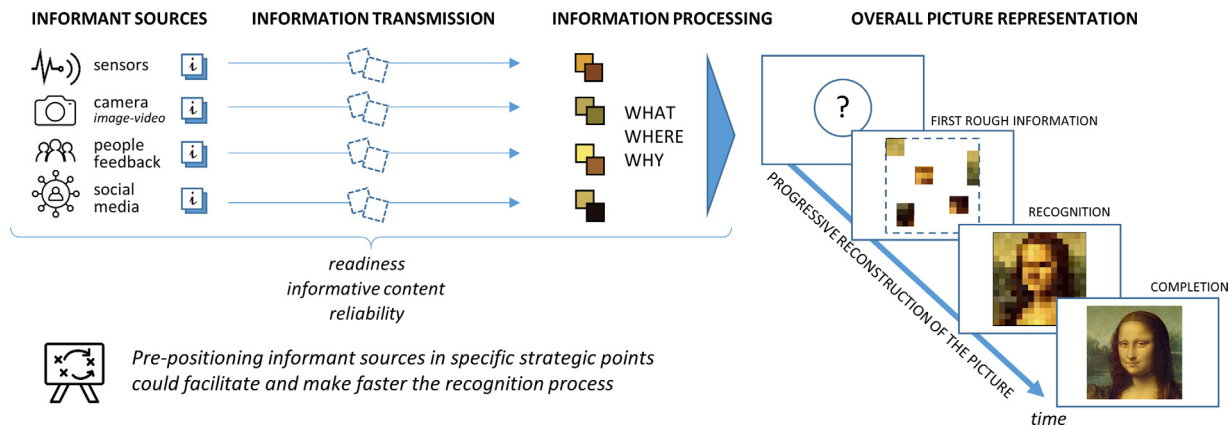 INFORMANT SOURCES
INFORMATION TRANSMISSION
INFORMATION PROCESSING
OVERALL PICTURE REPRESENTATION
sensors
i
camera
image-video
i
people
feedback
i
social
media
i
WHAT
WHERE
WHY
?
FIRST ROUGH INFORMATION
RECOGNITION
COMPLETION
PROGRESSIVE RECONSTRUCTION OF THE PICTURE
time
readiness
informative content
reliability
Pre-positioning informant sources in specific strategic points
could facilitate and make faster the recognition process